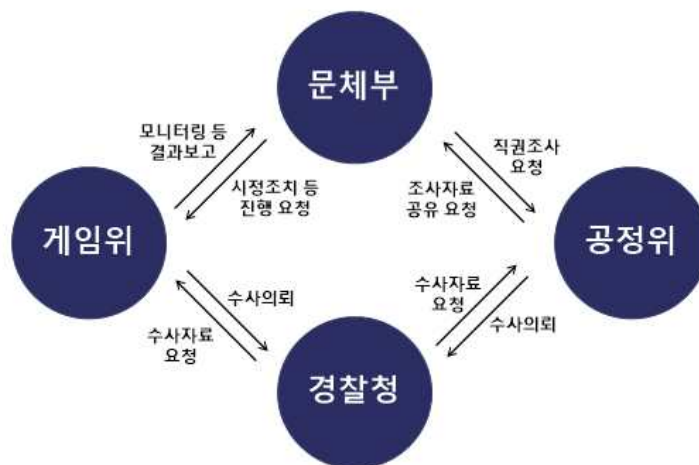 문체부
모니터링 등
결과보고
직권조사
요청
시정조치 등
진행 요청
조사자료
공유 요청
게임위
공정위
수사의뢰
수사자료
요청
수사자료
요청
수사의뢰
경찰청